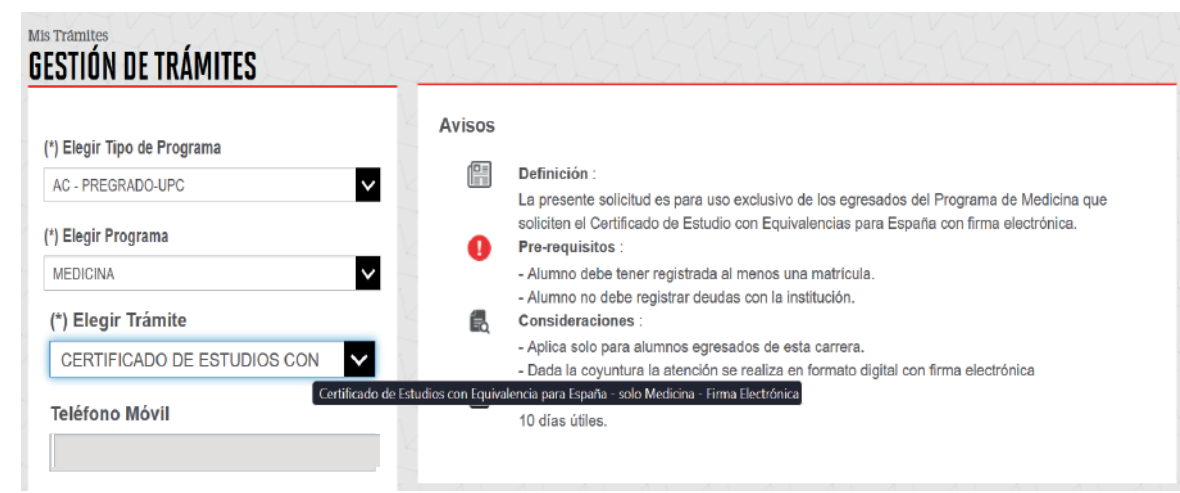 Mis Trámites
GESTIÓN DE TRÁMITES
(*) Elegir Tipo de Programa
AC - PREGRADO-UPC
(*) Elegir Programa
MEDICINA
(*) Elegir Trámite
CERTIFICADO DE ESTUDIOS CON
Certificado de Estudios con Equivalencia para España - solo Medicina - Firma Electrónica
Teléfono Móvil
Avisos
Definición :
La presente solicitud es para uso exclusivo de los egresados del Programa de Medicina que
soliciten el Certificado de Estudio con Equivalencias para España con firma electrónica.
Pre-requisitos :
- Alumno debe tener registrada al menos una matrícula.
- Alumno no debe registrar deudas con la institución.
Consideraciones :
- Aplica solo para alumnos egresados de esta carrera.
- Dada la coyuntura la atención se realiza en formato digital con firma electrónica
10 días útiles.